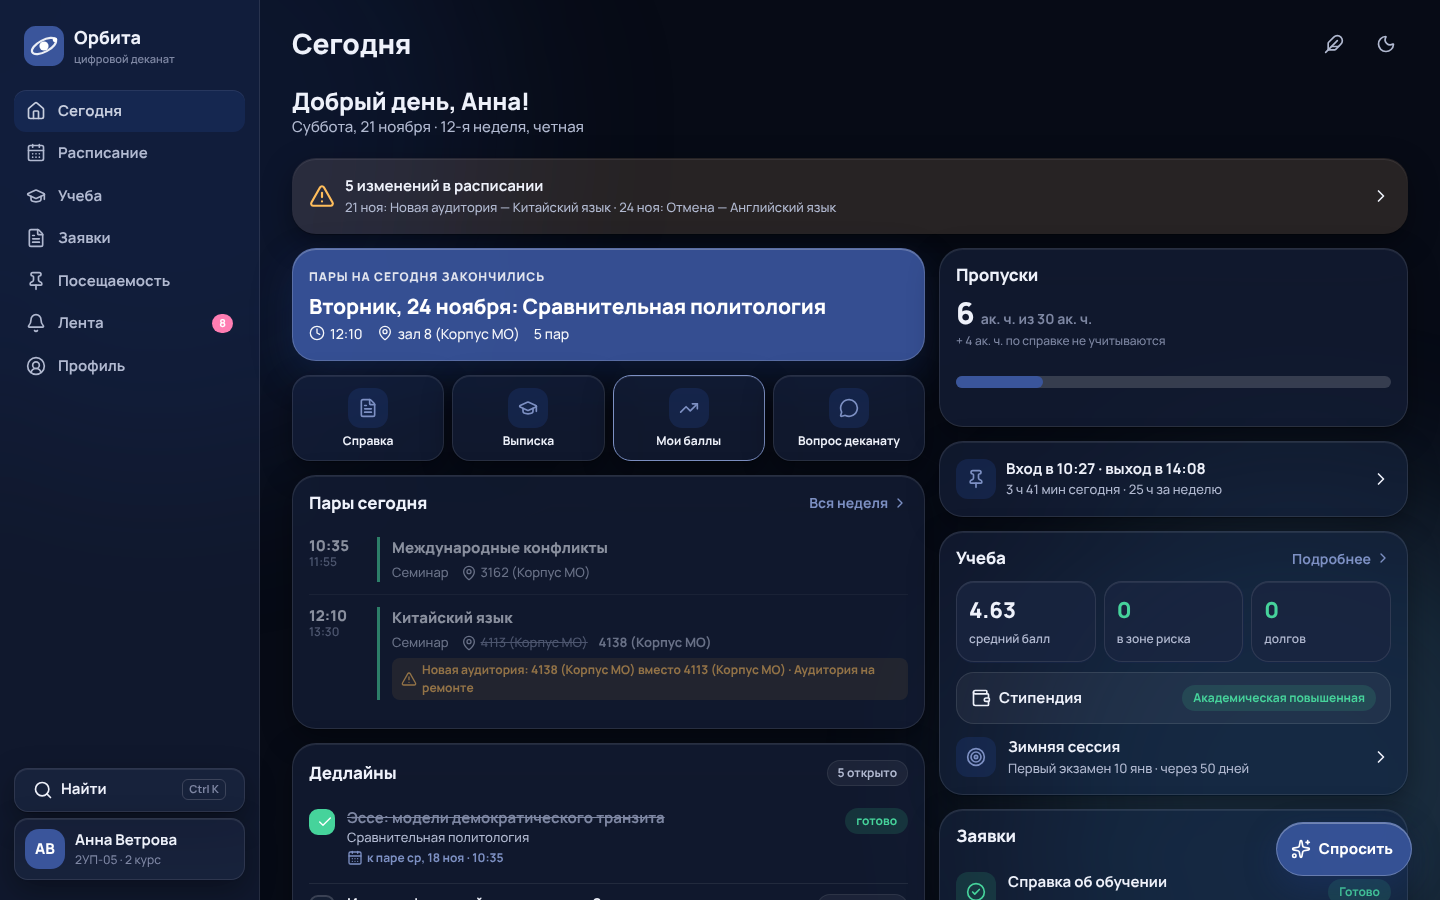 Орбита
цифровой деканат
Сегодня
Расписание
Учеба
Заявки
Посещаемость
Лента
8
Профиль
Найти
Ctrl K
АВ
Анна Ветрова
2УП-05 · 2 курс
Сегодня
Добрый день, Анна!
Суббота, 21 ноября · 12-я неделя, четная
5 изменений в расписании
21 ноя: Новая аудитория — Китайский язык · 24 ноя: Отмена — Английский язык
ПАРЫ НА СЕГОДНЯ ЗАКОНЧИЛИСЬ
Вторник, 24 ноября: Сравнительная политология
12:10 зал 8 (Корпус МО) 5 пар
Справка
Выписка
Мои баллы
Вопрос деканату
Пары сегодня
Вся неделя
10:35
11:55
Международные конфликты
Семинар 3162 (Корпус МО)
12:10
13:30
Китайский язык
Семинар 4113 (Корпус МО) 4138 (Корпус МО)
Новая аудитория: 4138 (Корпус МО) вместо 4113 (Корпус МО) · Аудитория на
ремонте
Дедлайны
5 открыто
Эссе: модели демократического транзита
готово
Сравнительная политология
к паре ср, 18 ноя · 10:35
Пропуски
6 ак. ч. из 30 ак. ч.
+ 4 ак. ч. по справке не учитываются
Вход в 10:27 · выход в 14:08
3 ч 41 мин сегодня · 25 ч за неделю
Учеба
Подробнее
4.63
средний балл
0
в зоне риска
0
долгов
Стипендия
Академическая повышенная
Зимняя сессия
Первый экзамен 10 янв · через 50 дней
Заявки
Спросить
Справка об обучении
Готово